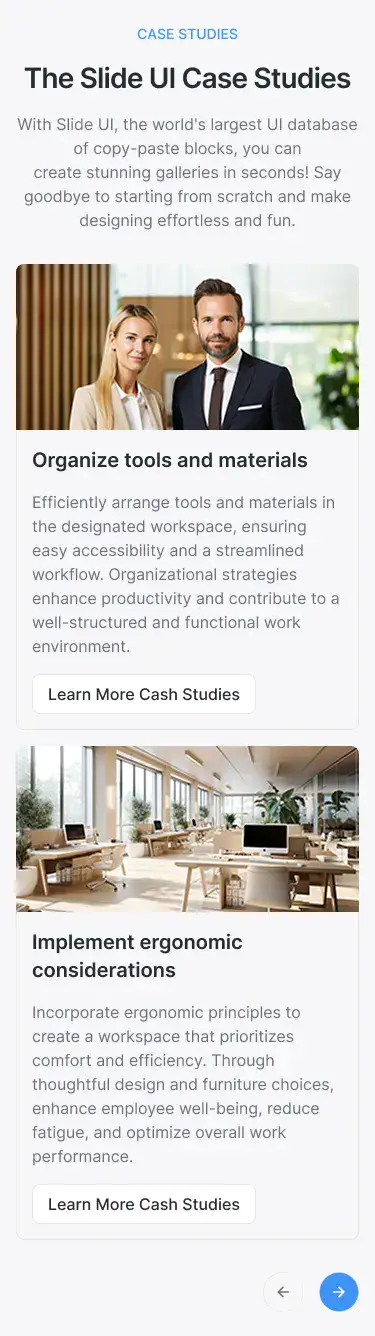 CASE STUDIES
The Slide UI Case Studies
With Slide UI, the world's largest UI database
of copy-paste blocks, you can
create stunning galleries in seconds! Say
goodbye to starting from scratch and make
designing effortless and fun.
Organize tools and materials
Efficiently arrange tools and materials in
the designated workspace, ensuring
easy accessibility and a streamlined
workflow. Organizational strategies
enhance productivity and contribute to a
well-structured and functional work
environment.
Learn More Cash Studies
Implement ergonomic
considerations
Incorporate ergonomic principles to
create a workspace that prioritizes
comfort and efficiency. Through
thoughtful design and furniture choices,
enhance employee well-being, reduce
fatigue, and optimize overall work
performance.
Learn More Cash Studies